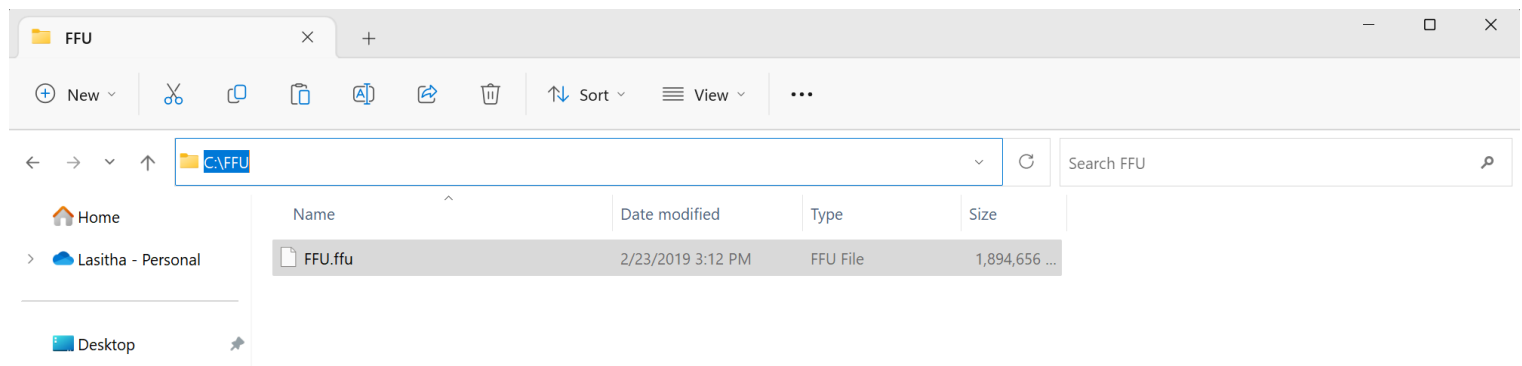 FFU
New
Sort
View
C:\FFU
Search FFU
Home
Name
Date modified
Type
Size
Lasitha - Personal
FFU.ffu
2/23/2019 3:12 PM
FFU File
1,894,656 ...
Desktop